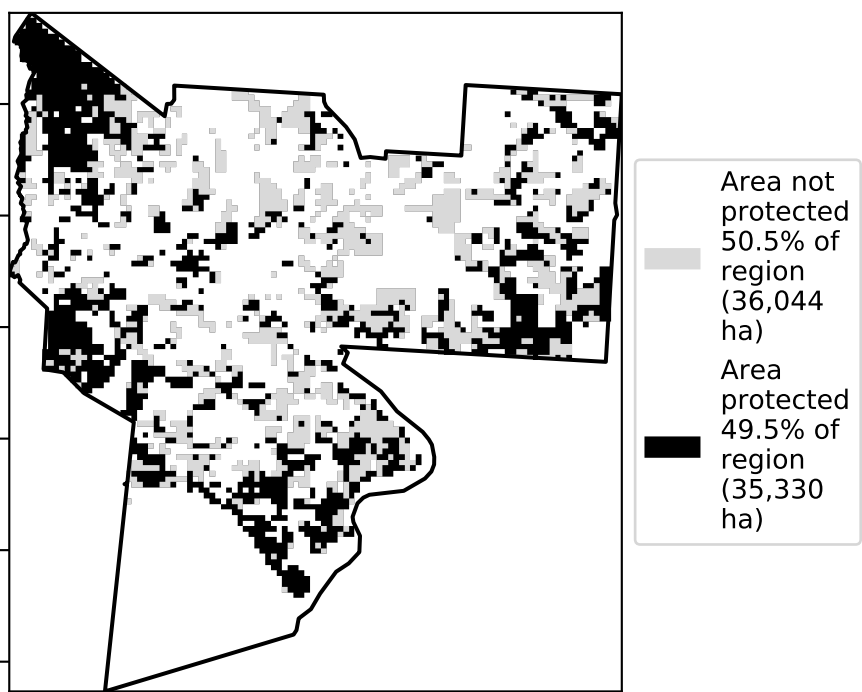 Area not
protected
50.5% of
region
(36,044
ha)
Area
protected
49.5% of
region
(35,330
ha)